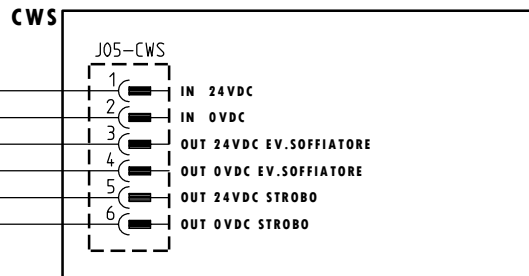 CWS
J05-CWS
1 IN 24VDC
2 IN 0VDC
3 OUT 24VDC EV.SOFFIATORE
4 OUT 0VDC EV.SOFFIATORE
5 OUT 24VDC STROBO
6 OUT 0VDC STROBO